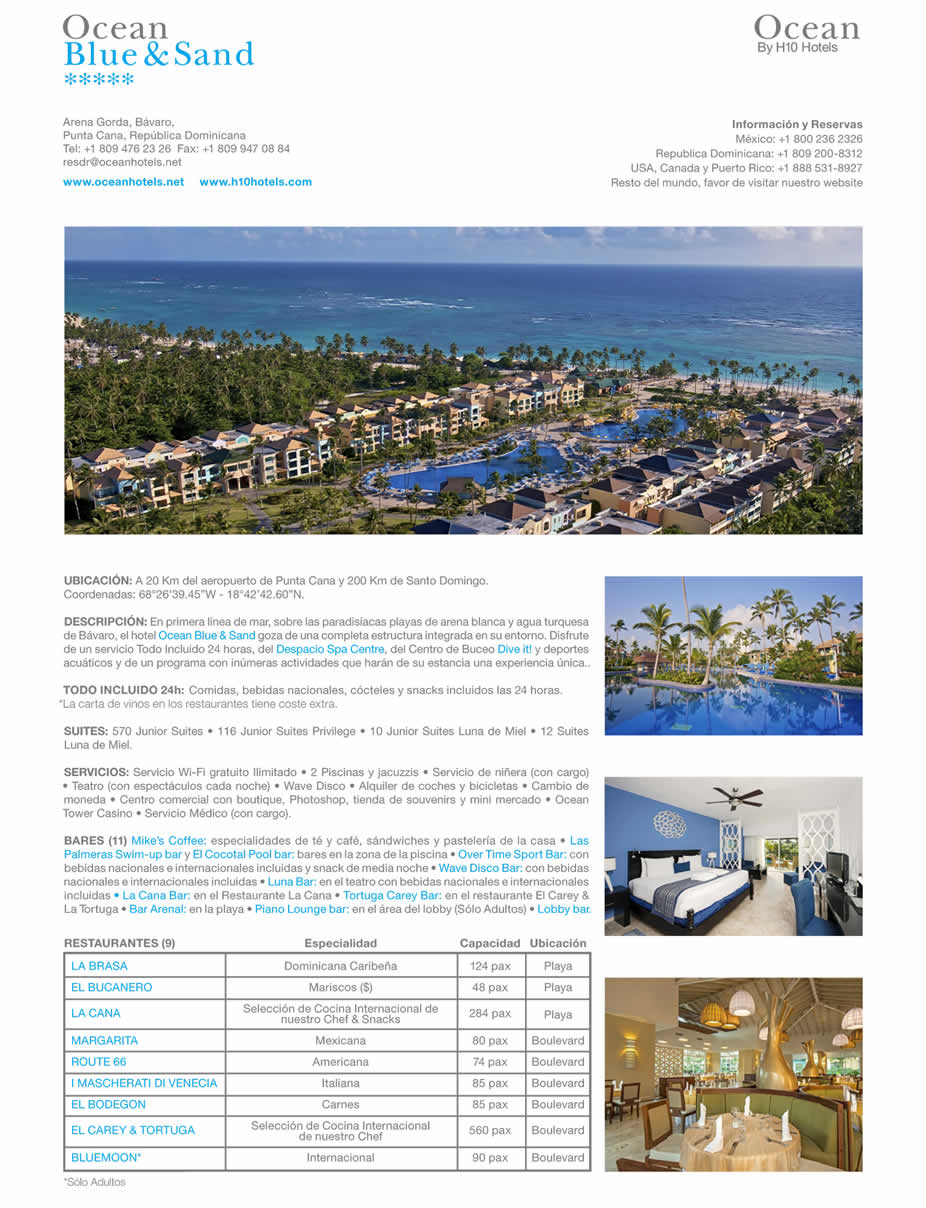 Ocean
Blue & Sand
*****
Ocean
By H10 Hotels
Arena Gorda, Bávaro,
Punta Cana, República Dominicana
Tel: +1 809 476 23 26 Fax: +1 809 947 08 84
resdr@oceanhotels.net
www.oceanhotels.net www.h10hotels.com
Información y Reservas
México: +1 800 236 2326
Republica Dominicana: +1 809 200-8312
USA, Canada y Puerto Rico: +1 888 531-8927
Resto del mundo, favor de visitar nuestro website
UBICACIÓN: A 20 Km del aeropuerto de Punta Cana y 200 Km de Santo Domingo.
Coordenadas: 68°26'39.45”W - 18°42'42.60”N.
DESCRIPCIÓN: En primera línea de mar, sobre las paradisíacas playas de arena blanca y agua turquesa
de Bávaro, el hotel Ocean Blue & Sand goza de una completa estructura integrada en su entorno. Disfrute
de un servicio Todo Incluido 24 horas, del Despacio Spa Centre, del Centro de Buceo Dive it! y deportes
acuáticos y de un programa con inúmeras actividades que harán de su estancia una experiencia única..
TODO INCLUIDO 24h: Comidas, bebidas nacionales, cócteles y snacks incluidos las 24 horas.
*La carta de vinos en los restaurantes tiene coste extra.
SUITES: 570 Junior Suites • 116 Junior Suites Privilege • 10 Junior Suites Luna de Miel • 12 Suites
Luna de Miel.
SERVICIOS: Servicio Wi-Fi gratuito Ilimitado • 2 Piscinas y jacuzzis • Servicio de niñera (con cargo)
• Teatro (con espectáculos cada noche) • Wave Disco • Alquiler de coches y bicicletas • Cambio de
moneda • Centro comercial con boutique, Photoshop, tienda de souvenirs y mini mercado • Ocean
Tower Casino • Servicio Médico (con cargo).
BARES (11) Mike's Coffee: especialidades de té y café, sándwiches y pastelería de la casa • Las
Palmeras Swim-up bar y El Cocotal Pool bar: bares en la zona de la piscina • Over Time Sport Bar: con
bebidas nacionales e internacionales incluidas y snack de media noche • Wave Disco Bar: con bebidas
nacionales e internacionales incluidas • Luna Bar: en el teatro con bebidas nacionales e internacionales
incluidas • La Cana Bar: en el Restaurante La Cana • Tortuga Carey Bar: en el restaurante El Carey &
La Tortuga • Bar Arenal: en la playa • Piano Lounge bar: en el área del lobby (Sólo Adultos) • Lobby bar.
RESTAURANTES (9) Especialidad Capacidad Ubicación
LA BRASA Dominicana Caribeña 124 pax Playa
EL BUCANERO Mariscos ($) 48 pax Playa
LA CANA Selección de Cocina Internacional de 284 pax Playa
nuestro Chef & Snacks
MARGARITA Mexicana 80 pax Boulevard
ROUTE 66 Americana 74 pax Boulevard
I MASCHERATI DI VENECIA Italiana 85 pax Boulevard
EL BODEGON Carnes 85 pax Boulevard
EL CAREY & TORTUGA Selección de Cocina Internacional 560 pax Boulevard
de nuestro Chef
BLUEMOON* Internacional 90 pax Boulevard
*Sólo Adultos